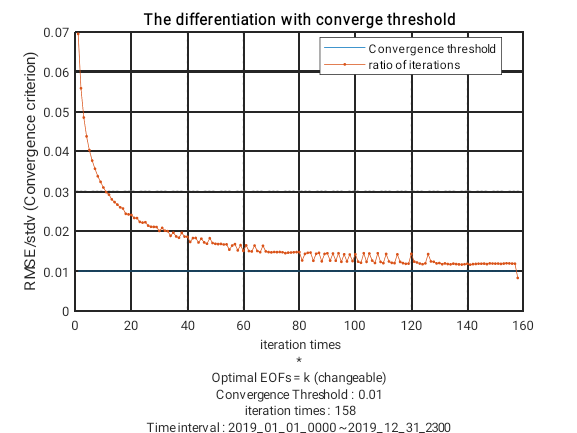 The differentiation with converge threshold
Convergence threshold
ratio of iterations
RMSE/stdv (Convergence criterion)
0.07
0.06
0.05
0.04
0.03
0.02
0.01
0
0 20 40 60 80 100 120 140 160
iteration times
*
Optimal EOFs = k (changeable)
Convergence Threshold : 0.01
iteration times : 158
Time interval : 2019_01_01_0000 ~ 2019_12_31_2300